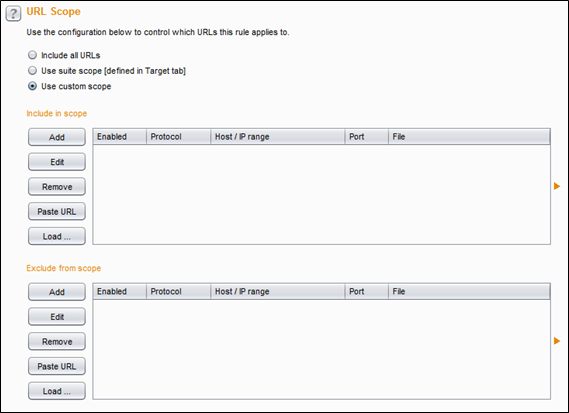 ? URL Scope
Use the configuration below to control which URLs this rule applies to.
Include all URLs
Use suite scope [defined in Target tab]
Use custom scope
Include in scope
Add Enabled Protocol Host / IP range Port File
Edit
Remove
Paste URL
Load ...
Exclude from scope
Add Enabled Protocol Host / IP range Port File
Edit
Remove
Paste URL
Load ...